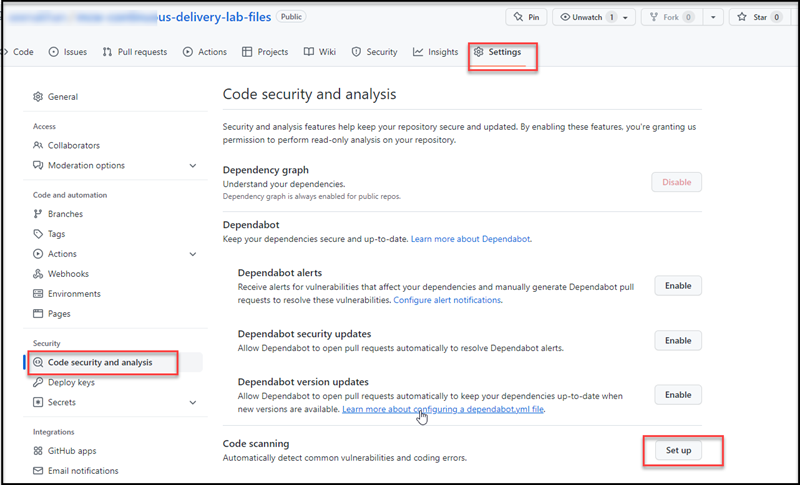 us-delivery-lab-files Public
Pin
Unwatch 1
Fork 0
Star 0
Code
Issues
Pull requests
Actions
Projects
Wiki
Security
Insights
Settings
General
Access
Collaborators
Moderation options
Code and automation
Branches
Tags
Actions
Webhooks
Environments
Pages
Security
Code security and analysis
Deploy keys
Secrets
Integrations
GitHub apps
Email notifications
Code security and analysis
Security and analysis features help keep your repository secure and updated. By enabling these features, you're granting us
permission to perform read-only analysis on your repository.
Dependency graph
Understand your dependencies.
Dependency graph is always enabled for public repos.
Disable
Dependabot
Keep your dependencies secure and up-to-date. Learn more about Dependabot.
Dependabot alerts
Receive alerts for vulnerabilities that affect your dependencies and manually generate Dependabot pull
requests to resolve these vulnerabilities. Configure alert notifications.
Enable
Dependabot security updates
Allow Dependabot to open pull requests automatically to resolve Dependabot alerts.
Enable
Dependabot version updates
Allow Dependabot to open pull requests automatically to keep your dependencies up-to-date when
new versions are available. Learn more about configuring a dependabot.yml file.
Enable
Code scanning
Automatically detect common vulnerabilities and coding errors.
Set up